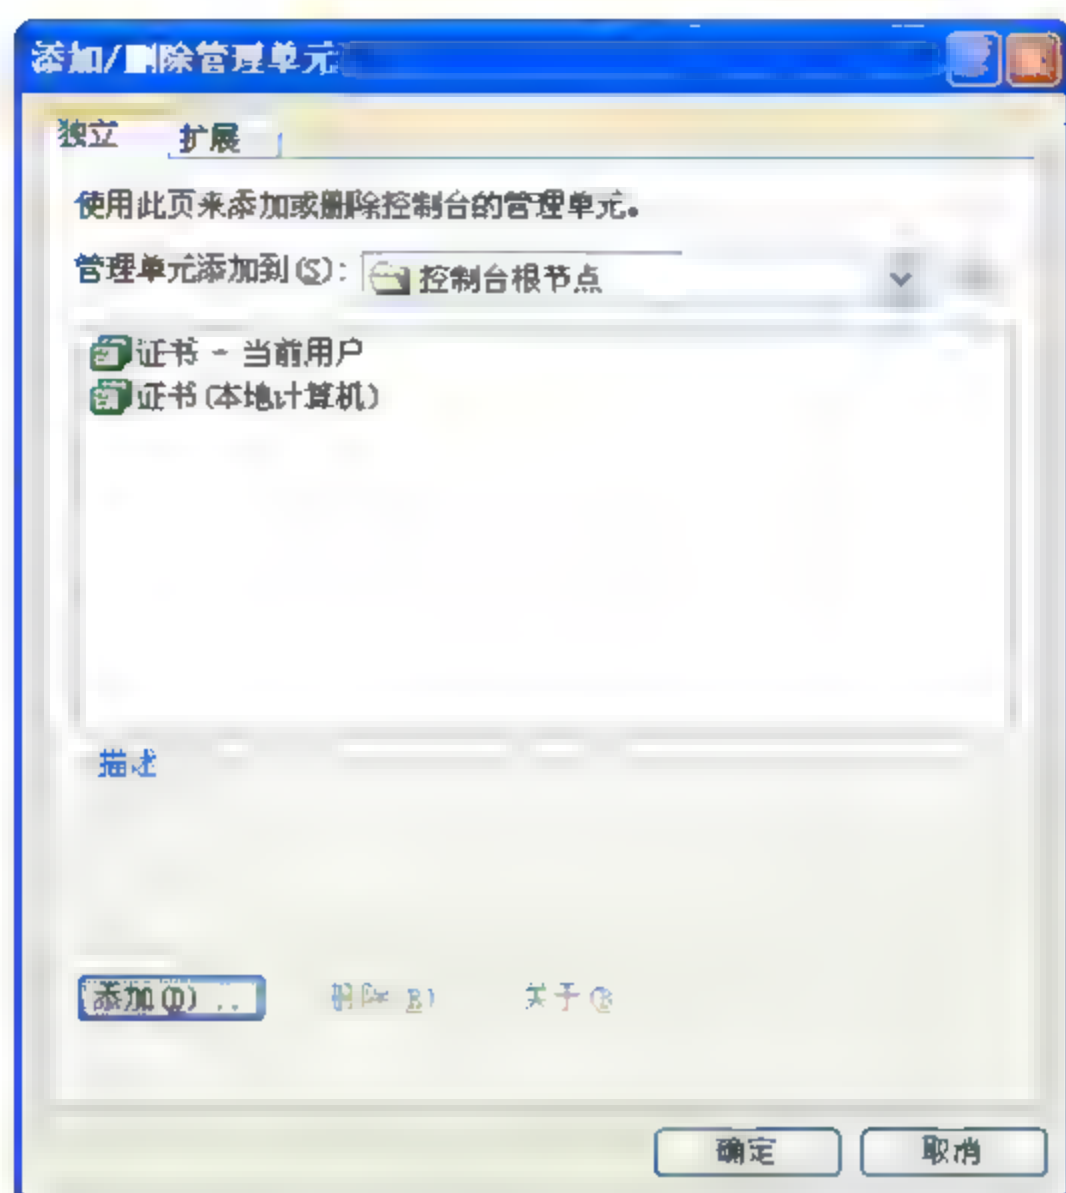 添加/删除管理单元
独立 扩展
使用此页来添加或删除控制台的管理单元。
管理单元添加到(S): 控制台根节点
证书 - 当前用户
证书(本地计算机)
描述
添加(D)... 删除(R) 关于(B
确定 取消